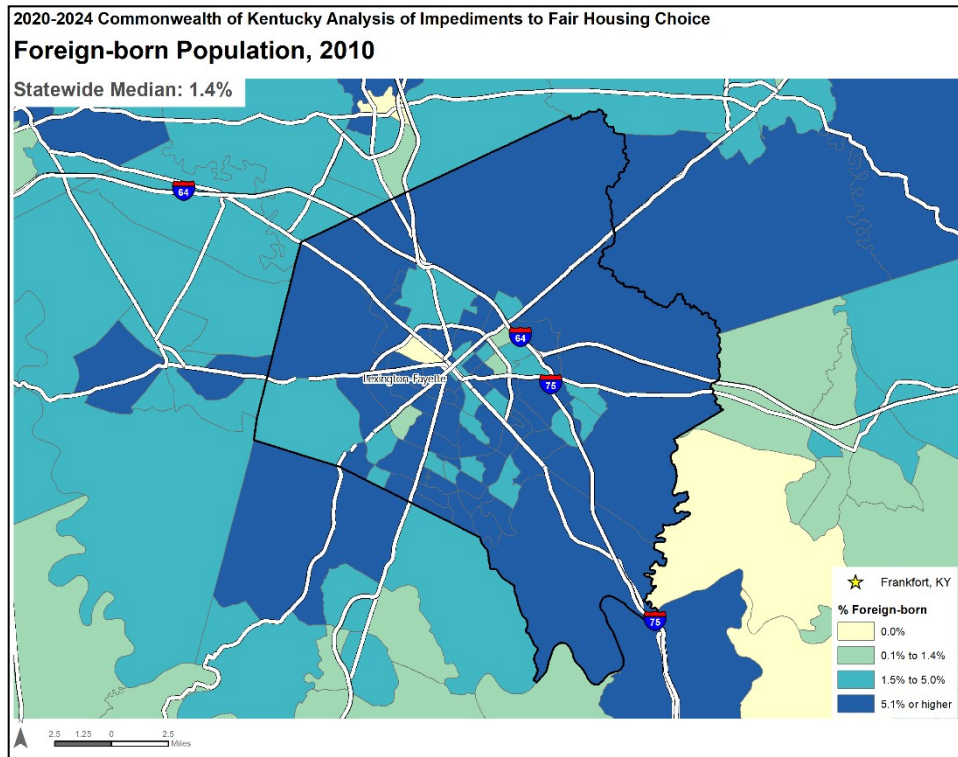 2020-2024 Commonwealth of Kentucky Analysis of Impediments to Fair Housing Choice
Foreign-born Population, 2010
Statewide Median: 1.4%
64
64
Lexington-Fayette
75
75
Frankfort, KY
% Foreign-born
0.0%
0.1% to 1.4%
1.5% to 5.0%
5.1% or higher
2.5 1.25 0 2.5
Miles